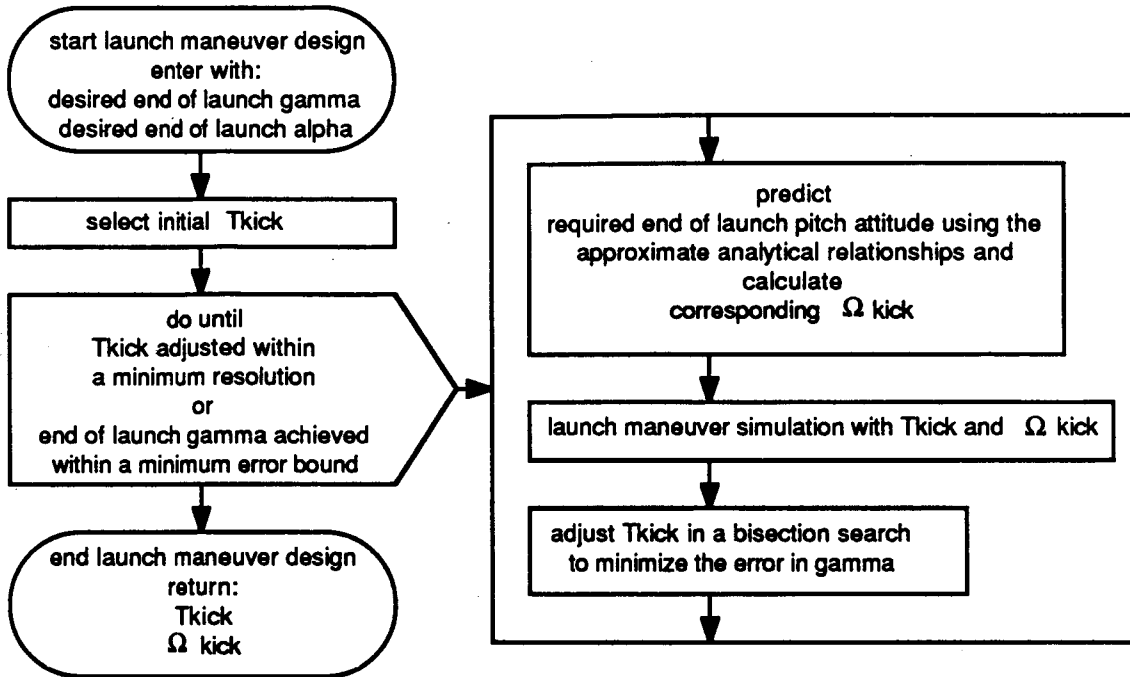 start launch maneuver design
enter with:
desired end of launch gamma
desired end of launch alpha
select initial Tkick
do until
Tkick adjusted within
a minimum resolution
or
end of launch gamma achieved
within a minimum error bound
end launch maneuver design
return:
Tkick
Ω kick
predict
required end of launch pitch attitude using the
approximate analytical relationships and
calculate
corresponding Ω kick
launch maneuver simulation with Tkick and Ω kick
adjust Tkick in a bisection search
to minimize the error in gamma